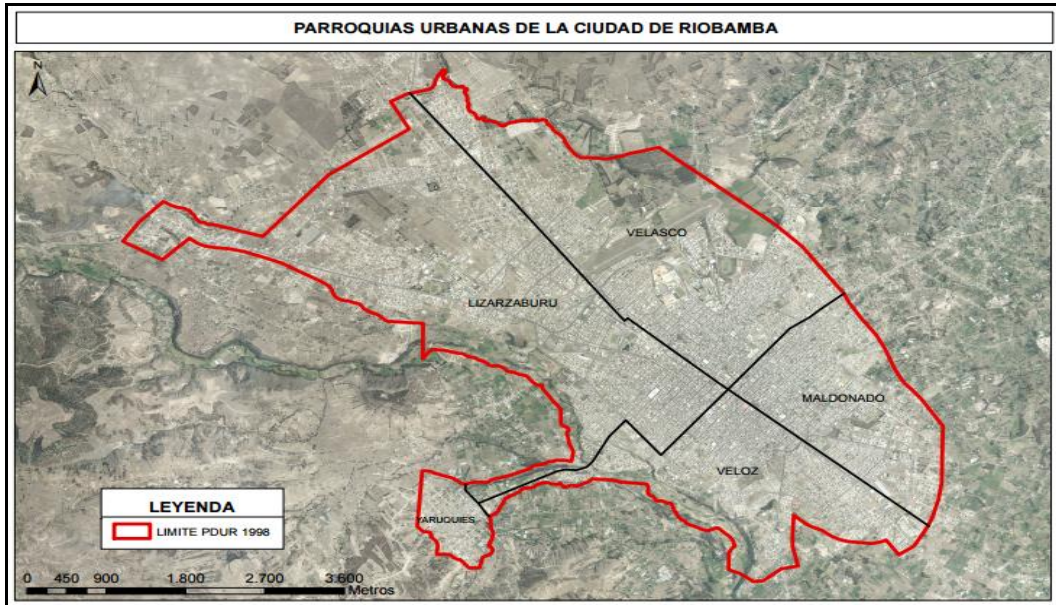 PARROQUIAS URBANAS DE LA CIUDAD DE RIOBAMBA
N
VELASCO
LIZARZABURU
MALDONADO
VELOZ
YARUQUIES
LEYENDA
LIMITE PDUR 1998
0 450 900 1.800 2.700 3.600
Metros